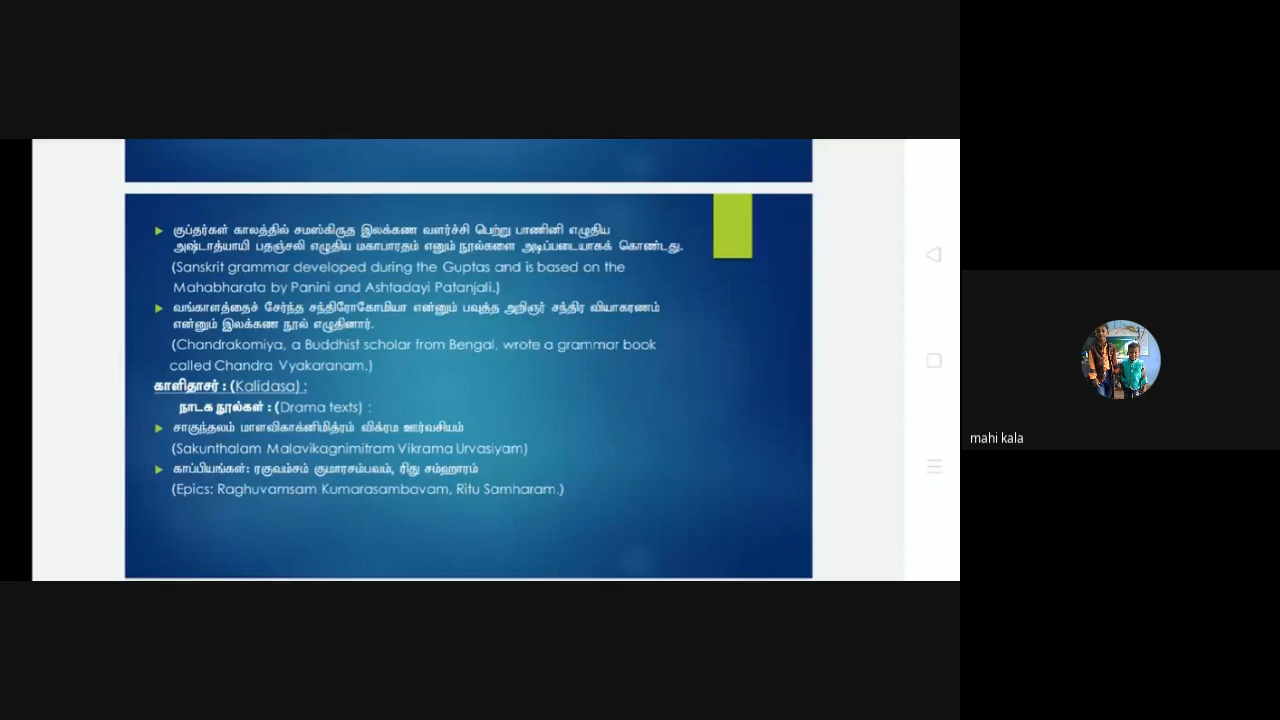 குப்தர்கள் காலத்தில் சமஸ்கிருத இலக்கண வளர்ச்சி பெற்று பாணினி எழுதிய
அஷ்டாத்யாயி பதஞ்சலி எழுதிய மகாபாரதம் எனும் நூல்களை அடிப்படையாகக் கொண்டது.
(Sanskrit grammar developed during the Guptas and is based on the
Mahabharata by Panini and Ashtadayi Patanjali.)
வங்காளத்தைச் சேர்ந்த சந்திரோகோமியா என்னும் பவுத்த அறிஞர் சந்திர வியாகரணம்
என்னும் இலக்கண நூல் எழுதினார்.
(Chandrakomiya, a Buddhist scholar from Bengal, wrote a grammar book
called Chandra Vyakaranam.)
காளிதாசர் : (Kalidasa) :
நாடக நூல்கள் : (Drama texts) :
சாகுந்தலம் மாளவிகாக்னிமித்ரம் விக்ரம ஊர்வசியம்
(Sakunthalam Malavikagnimitram Vikrama Urvasiyam)
காப்பியங்கள்: ரகுவம்சம் குமாரசம்பவம், ரிது சம்ஹாரம்
(Epics: Raghuvamsam Kumarasambavam, Ritu Samharam.)
mahi kala